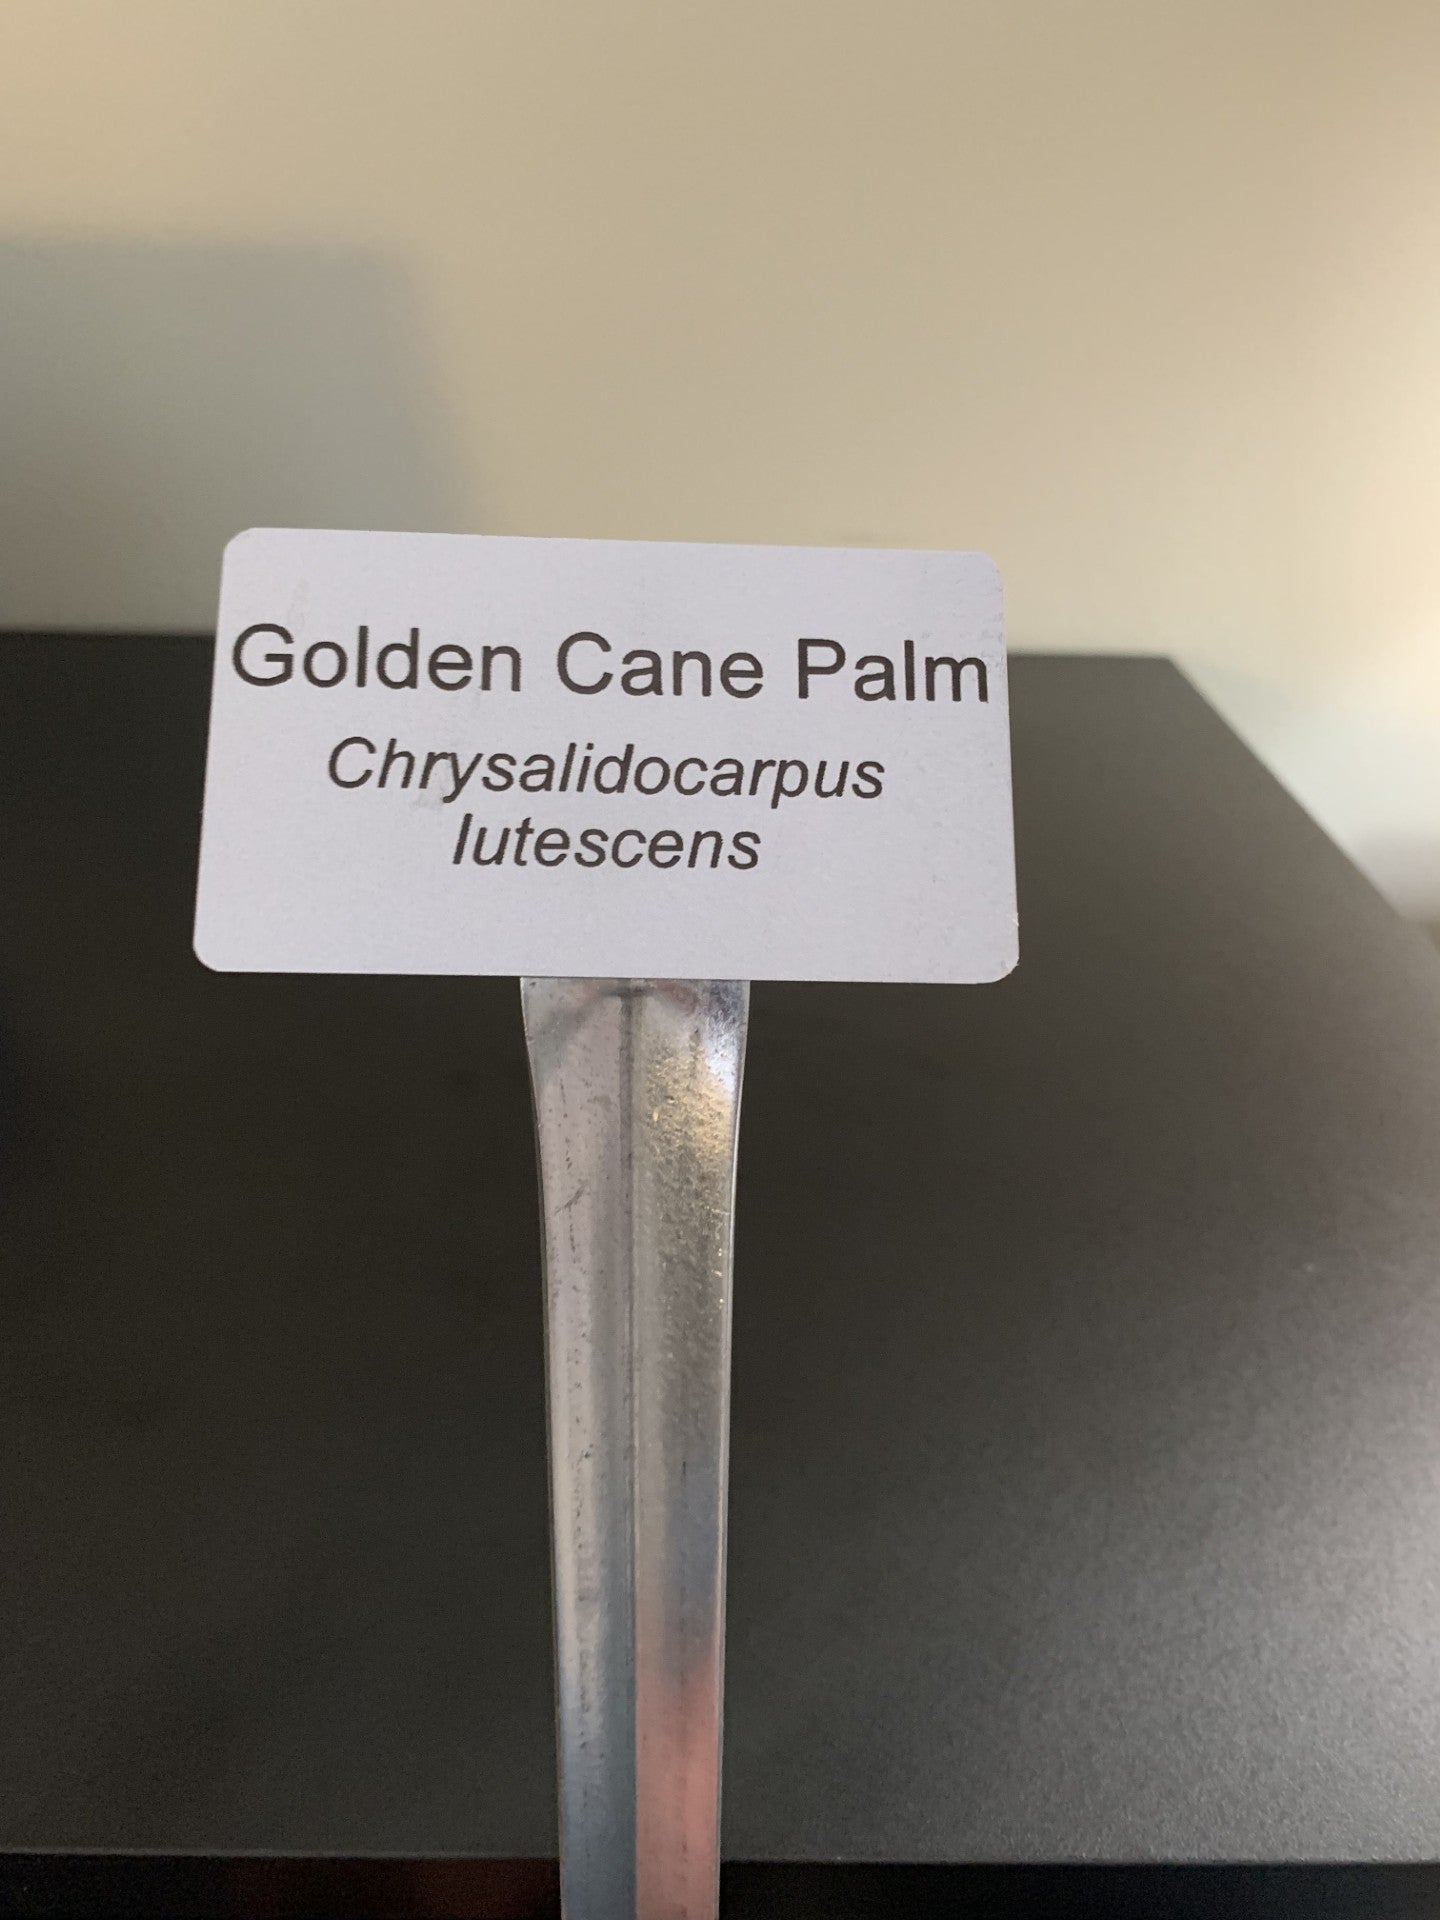 Golden Cane Palm
Chrysalidocarpus
lutescens